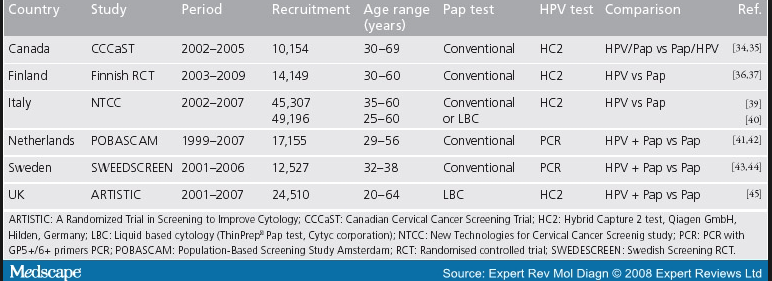 Country Study Period Recruitment Age range (years) Pap test HPV test Comparison Ref.
Canada CCCaST 2002–2005 10,154 30–69 Conventional HC2 HPV/Pap vs Pap/HPV [34,35]
Finland Finnish RCT 2003–2009 14,149 30–60 Conventional HC2 HPV vs Pap [36,37]
Italy NTCC 2002–2007 45,307 35–60 Conventional HC2 HPV vs Pap [39]
49,196 25–60 or LBC [40]
Netherlands POBASCAM 1999–2007 17,155 29–56 Conventional PCR HPV + Pap vs Pap [41,42]
Sweden SWEEDSCREEN 2001–2006 12,527 32–38 Conventional PCR HPV + Pap vs Pap [43,44]
UK ARTISTIC 2001–2007 24,510 20–64 LBC HC2 HPV + Pap vs Pap [45]
ARTISTIC: A Randomized Trial in Screening to Improve Cytology; CCCaST: Canadian Cervical Cancer Screening Trial; HC2: Hybrid Capture 2 test, Qiagen GmbH,
Hilden, Germany; LBC: Liquid based cytology (ThinPrep® Pap test, Cytyc corporation); NTCC: New Technologies for Cervical Cancer Screenig study; PCR: PCR with
GP5+/6+ primers PCR; POBASCAM: Population-Based Screening Study Amsterdam; RCT: Randomised controlled trial; SWEDESCREEN: Swedish Screening RCT.
Medscape Source: Expert Rev Mol Diagn © 2008 Expert Reviews Ltd